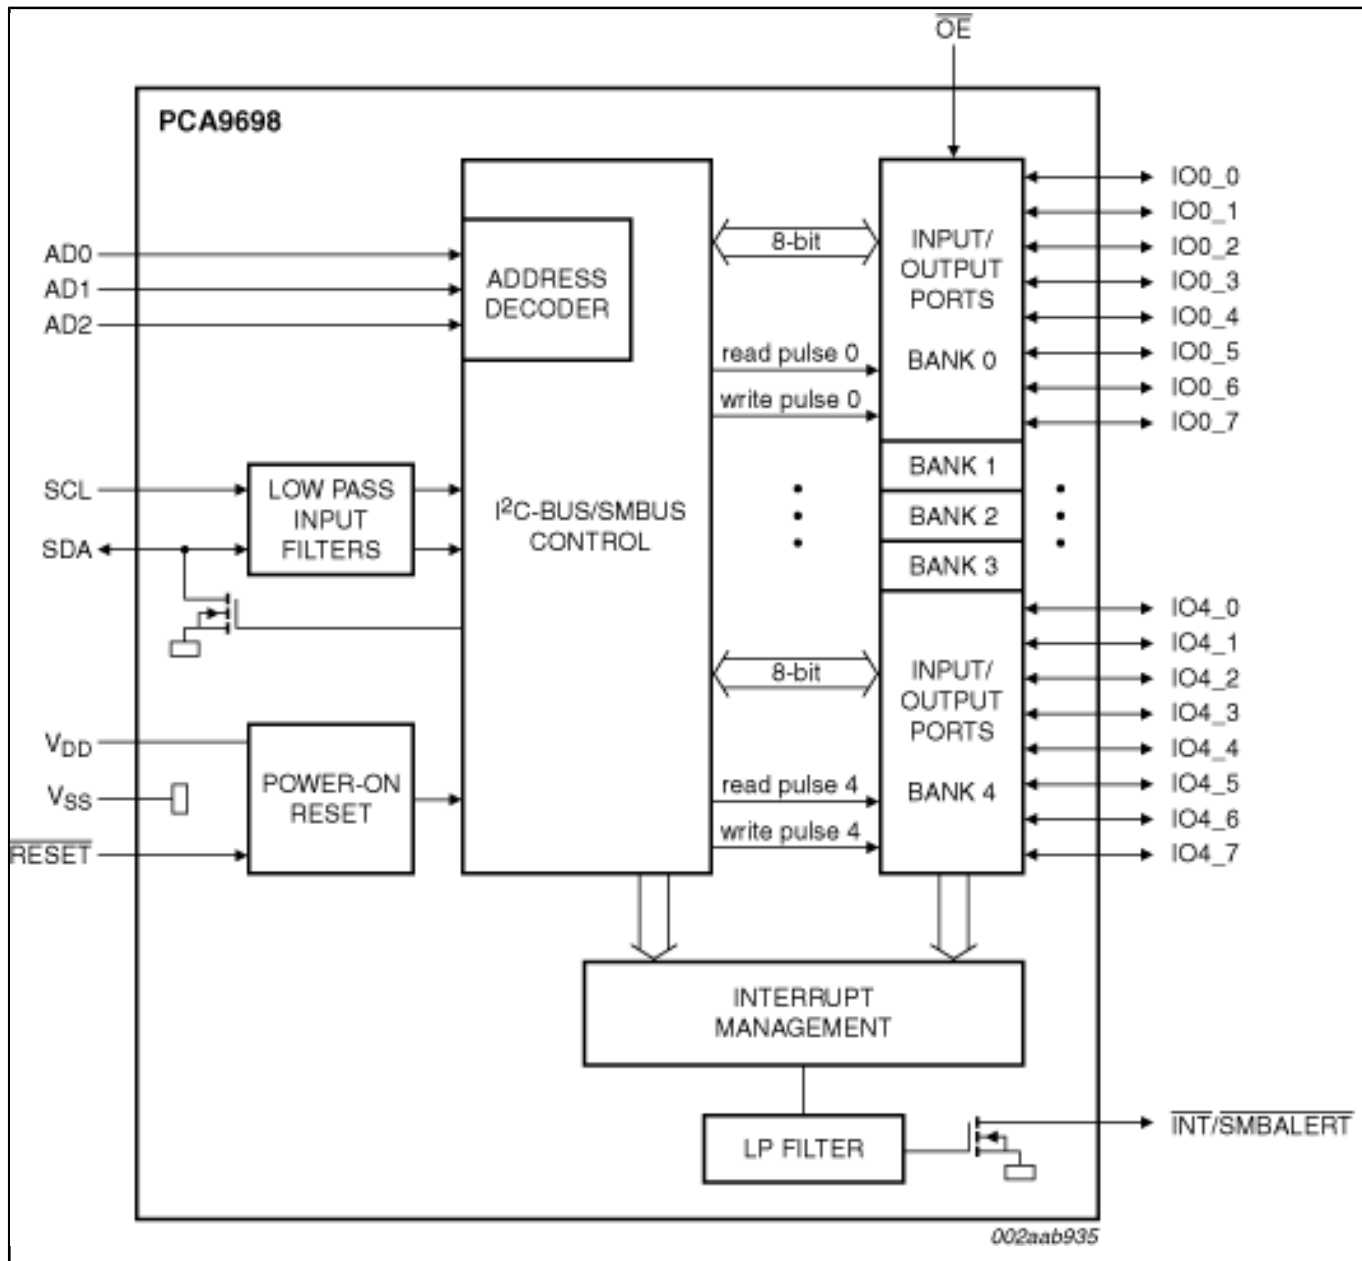 OE
PCA9698
AD0
AD1
AD2
ADDRESS
DECODER
8-bit
INPUT/
OUTPUT
PORTS
BANK 0
read pulse 0
write pulse 0
IO0_0
IO0_1
IO0_2
IO0_3
IO0_4
IO0_5
IO0_6
IO0_7
SCL
SDA
LOW PASS
INPUT
FILTERS
I²C-BUS/SMBUS
CONTROL
BANK 1
BANK 2
BANK 3
8-bit
INPUT/
OUTPUT
PORTS
BANK 4
read pulse 4
write pulse 4
IO4_0
IO4_1
IO4_2
IO4_3
IO4_4
IO4_5
IO4_6
IO4_7
VDD
VSS
RESET
POWER-ON
RESET
INTERRUPT
MANAGEMENT
LP FILTER
INT/SMBALERT
002aab935